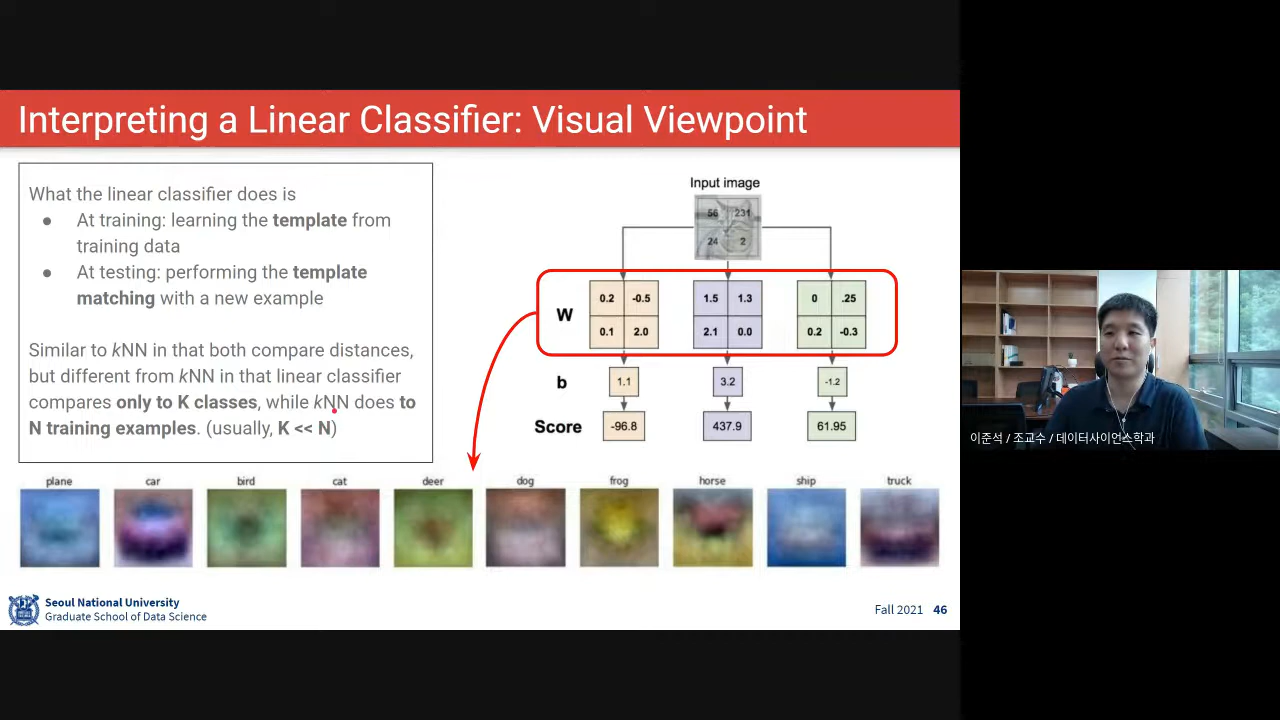 Interpreting a Linear Classifier: Visual Viewpoint
What the linear classifier does is
● At training: learning the template from
training data
● At testing: performing the template
matching with a new example
Similar to kNN in that both compare distances,
but different from kNN in that linear classifier
compares only to K classes, while kNN does to
N training examples. (usually, K << N)
Input image
56 231
24 2
W
0.2 -0.5
0.1 2.0
1.5 1.3
2.1 0.0
0 .25
0.2 -0.3
b
1.1
3.2
-1.2
Score
-96.8
437.9
61.95
plane car bird cat deer dog frog horse ship truck
Seoul National University
Graduate School of Data Science
Fall 2021 46
이준석 / 조교수 / 데이터사이언스학과